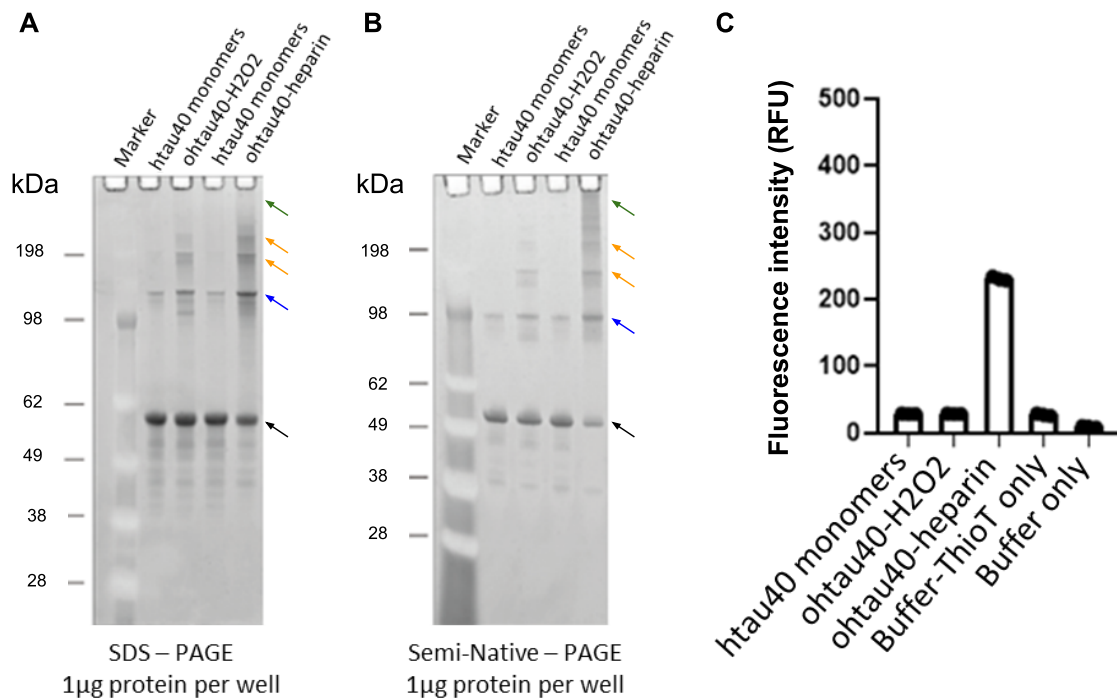 A
kDa
Marker
htau40 monomers
ohtau40-H2O2
htau40 monomers
ohtau40-heparin
198
98
62
49
38
28
SDS – PAGE
1µg protein per well
B
kDa
Marker
htau40 monomers
ohtau40-H2O2
htau40 monomers
ohtau40-heparin
198
98
62
49
38
28
Semi-Native – PAGE
1µg protein per well
C
Fluorescence intensity (RFU)
500
400
300
200
100
0
htau40 monomers
ohtau40-H2O2
ohtau40-heparin
Buffer-ThioT only
Buffer only